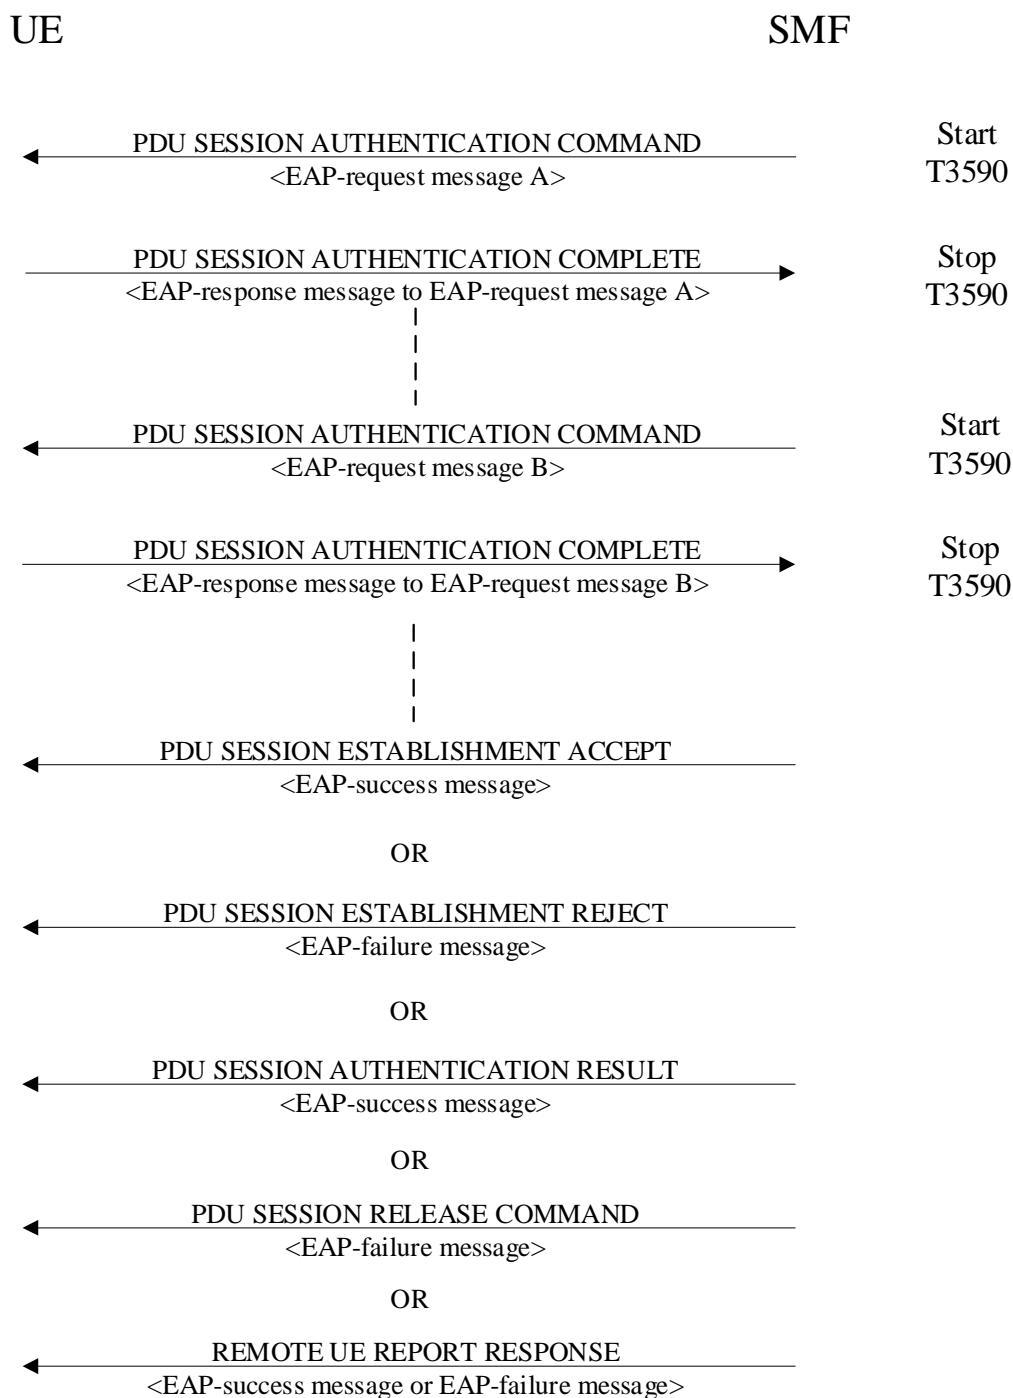 UE
SMF
PDU SESSION AUTHENTICATION COMMAND
<EAP-request message A>
Start
T3590
PDU SESSION AUTHENTICATION COMPLETE
<EAP-response message to EAP-request message A>
Stop
T3590
PDU SESSION AUTHENTICATION COMMAND
<EAP-request message B>
Start
T3590
PDU SESSION AUTHENTICATION COMPLETE
<EAP-response message to EAP-request message B>
Stop
T3590
PDU SESSION ESTABLISHMENT ACCEPT
<EAP-success message>
OR
PDU SESSION ESTABLISHMENT REJECT
<EAP-failure message>
OR
PDU SESSION AUTHENTICATION RESULT
<EAP-success message>
OR
PDU SESSION RELEASE COMMAND
<EAP-failure message>
OR
REMOTE UE REPORT RESPONSE
<EAP-success message or EAP-failure message>